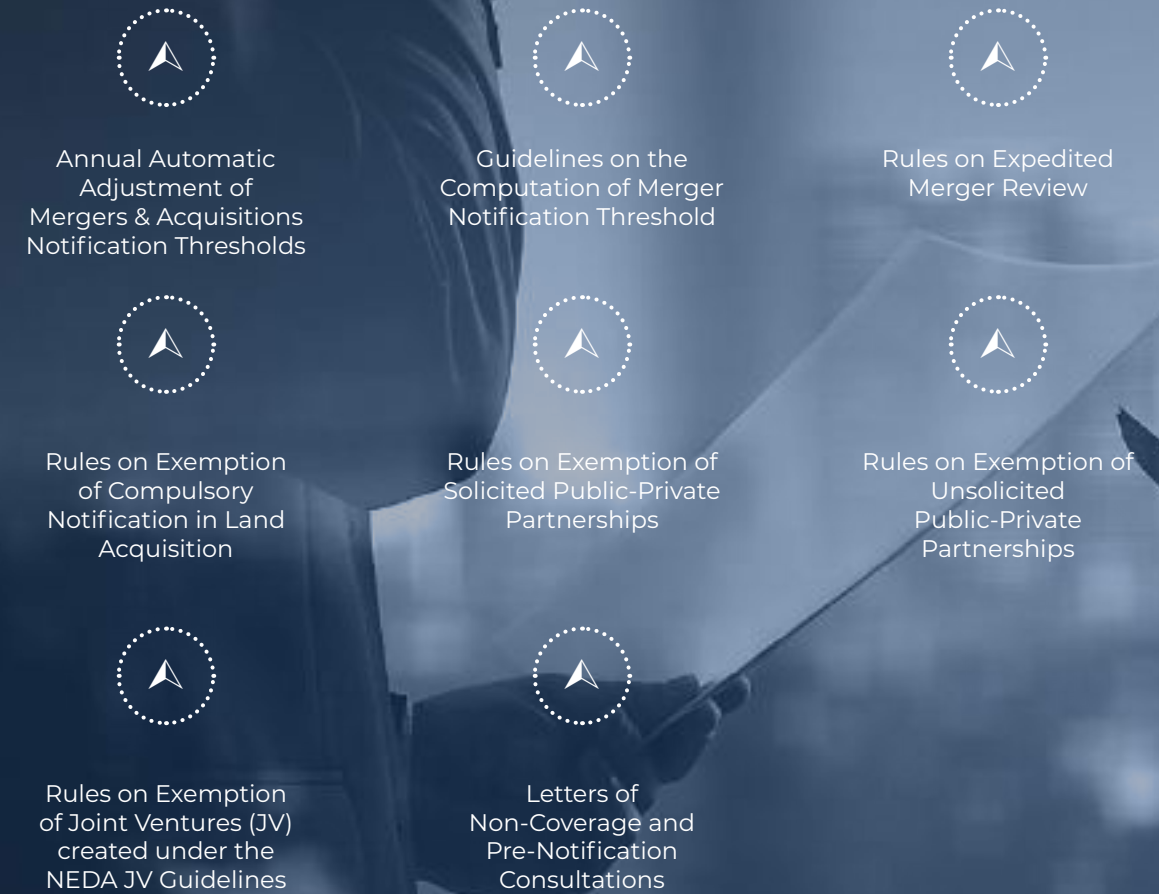 Annual Automatic
Adjustment of
Mergers & Acquisitions
Notification Thresholds
Guidelines on the
Computation of Merger
Notification Threshold
Rules on Expedited
Merger Review
Rules on Exemption
of Compulsory
Notification in Land
Acquisition
Rules on Exemption of
Solicited Public-Private
Partnerships
Rules on Exemption of
Unsolicited
Public-Private
Partnerships
Rules on Exemption
of Joint Ventures (JV)
created under the
NEDA JV Guidelines
Letters of
Non-Coverage and
Pre-Notification
Consultations